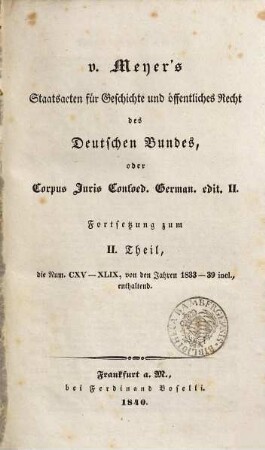 v. Meyer's
Staatsacten für Geschichte und öffentliches Recht
des
Deutschen Bundes,
oder
Corpus Juris Confoed. German. edit. II.
Fortsetzung zum
II. Theil,
die Num. CXV — XLIX, von den Jahren 1833—39 incl.,
enthaltend.
Frankfurt a. M.,
bei Ferdinand Boselli.
1840.